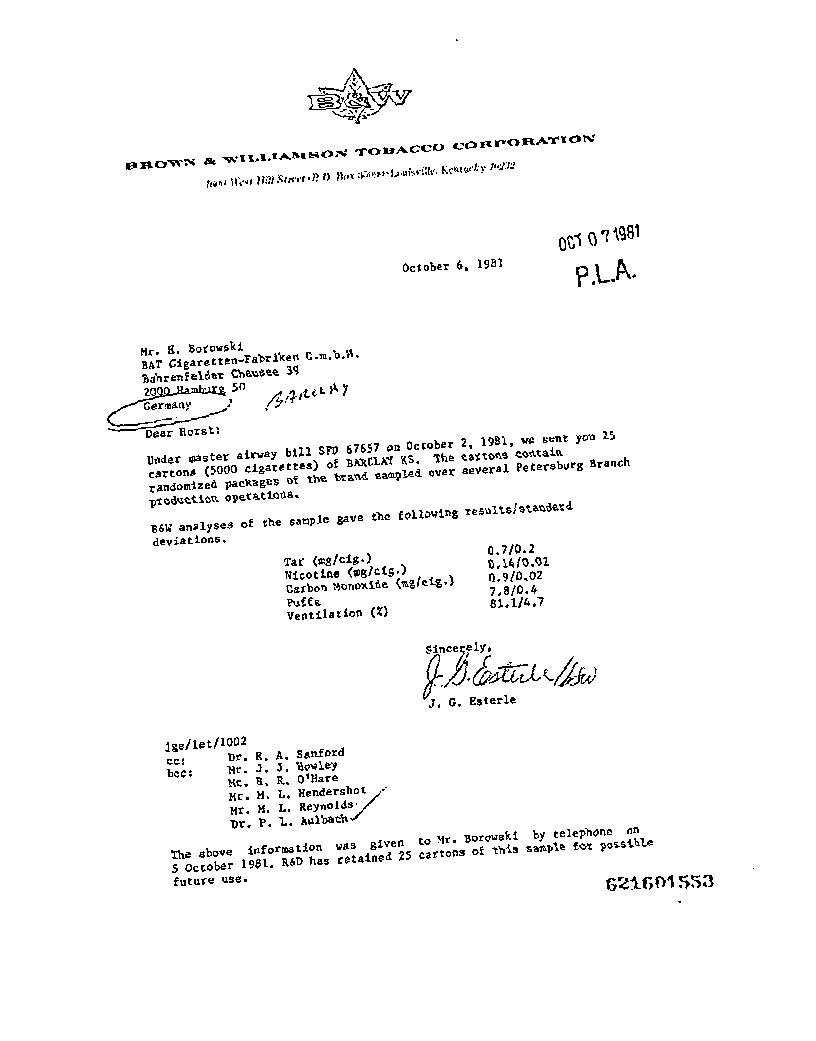 B&W
BROWN & WILLIAMSON TOBACCO CORPORATION
1600 West Hill Street • P. O. Box • Louisville, Kentucky 40232
OCT 07 1981
October 6, 1981
P.L.A.
Mr. H. Borowski
BAT Cigaretten-Fabriken G.m.b.H.
Bahrenfelder Chausee 39
2000 Hamburg 50
Germany
BARCLAY
Dear Horst:
Under master airway bill SFD 67657 on October 2, 1981, we sent you 25
cartons (5000 cigarettes) of BARCLAY KS. The cartons contain
randomized packages of the brand sampled over several Petersburg Branch
production operations.
B&W analyses of the sample gave the following results/standard
deviations.
Tar (mg/cig.) 0.7/0.2
Nicotine (mg/cig.) 0.14/0.01
Carbon Monoxide (mg/cig.) 0.9/0.02
Puffs 7.8/0.4
Ventilation (%) 81.1/4.7
Sincerely,
J. G. Esterle
J. G. Esterle
jge/let/1002
cc: Dr. R. A. Sanford
bcc: Mr. J. J. Howley
Mr. B. R. O'Hare
Mr. M. L. Hendershot
Mr. M. L. Reynolds
Dr. P. L. Aulbach
The above information was given to Mr. Borowski by telephone on
5 October 1981. R&D has retained 25 cartons of this sample for possible
future use.
621601553